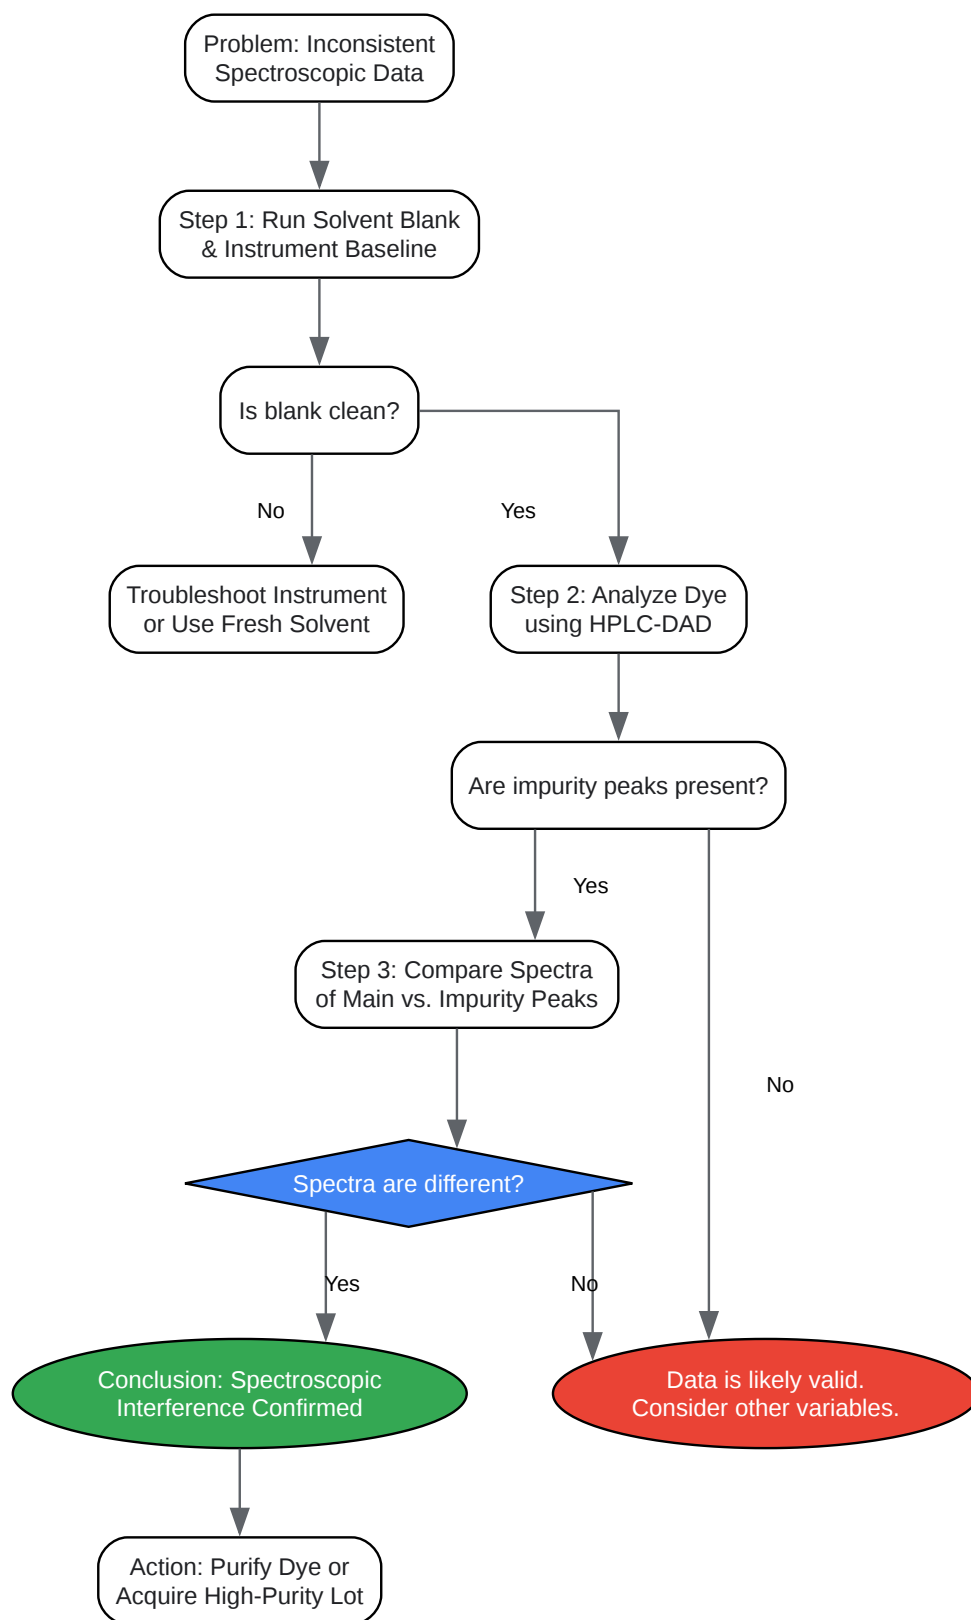 Problem: Inconsistent
Spectroscopic Data
Step 1: Run Solvent Blank
& Instrument Baseline
Is blank clean?
No
Yes
Troubleshoot Instrument
or Use Fresh Solvent
Step 2: Analyze Dye
using HPLC-DAD
Are impurity peaks present?
Yes
Step 3: Compare Spectra
of Main vs. Impurity Peaks
No
Spectra are different?
Yes
No
Conclusion: Spectroscopic
Interference Confirmed
Data is likely valid.
Consider other variables.
Action: Purify Dye or
Acquire High-Purity Lot